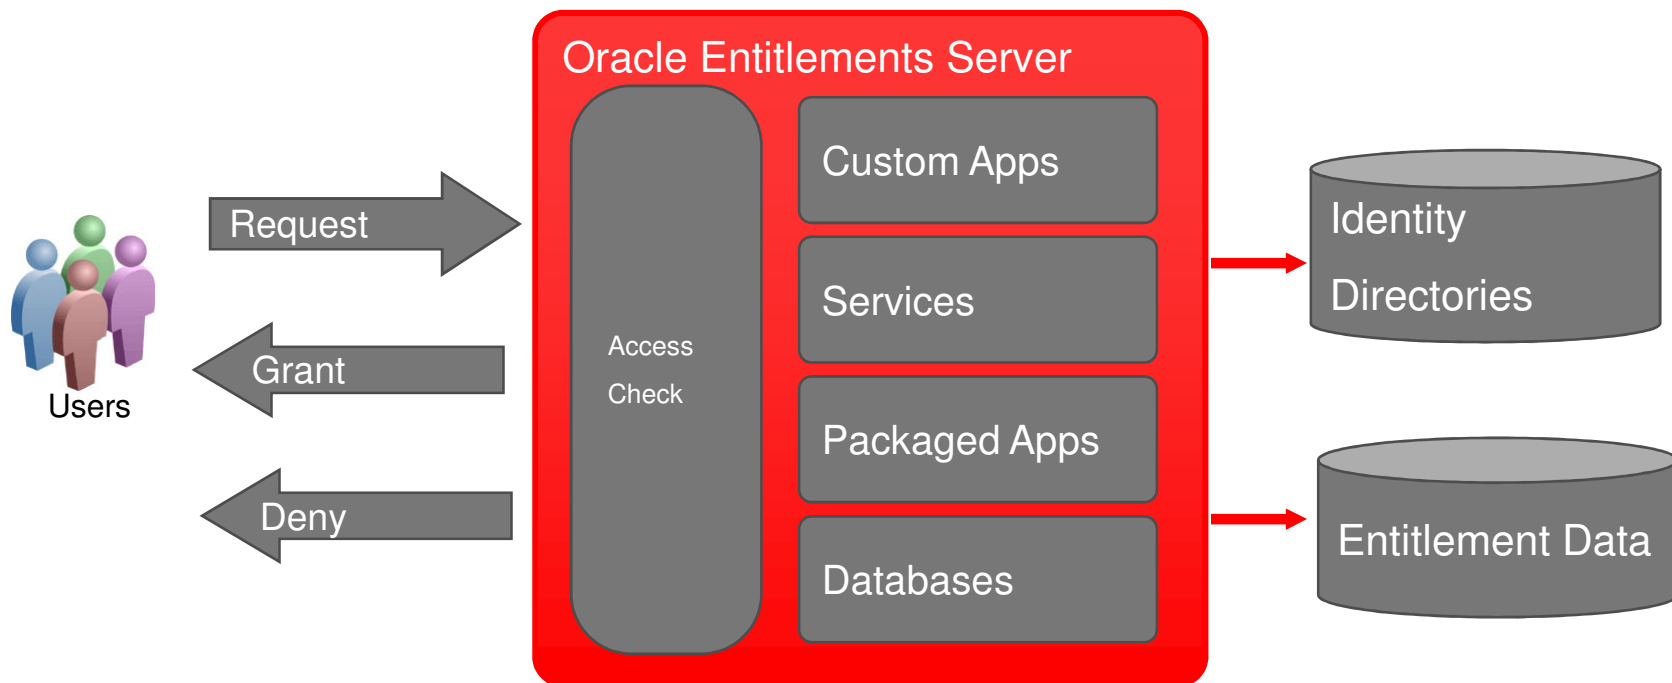 Oracle Entitlements Server
Request
Grant
Deny
Users
Access
Check
Custom Apps
Services
Packaged Apps
Databases
Identity
Directories
Entitlement Data